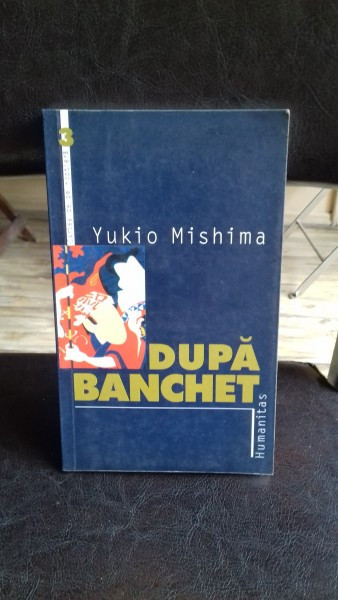 3
Yukio Mishima
DUPĂ
BANCHET
Humanitas